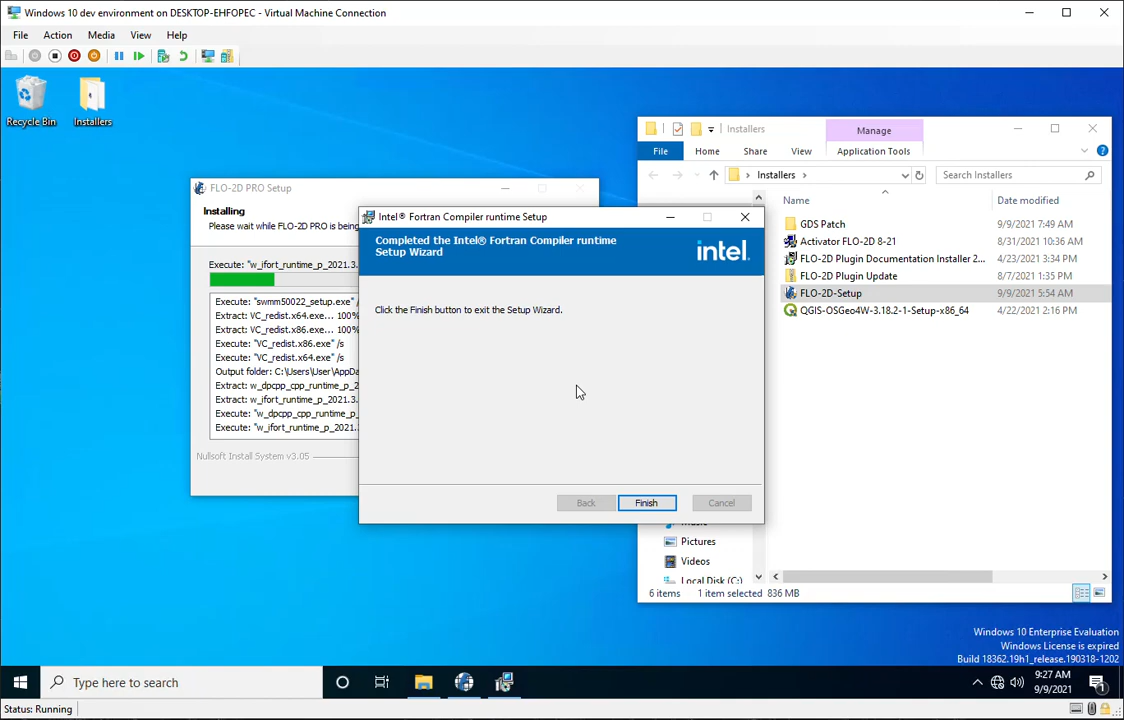 Windows 10 dev environment on DESKTOP-EHFOPEC - Virtual Machine Connection
File Action Media View Help
Recycle Bin
Installers
FLO-2D PRO Setup
Installing
Please wait while FLO-2D PRO is being
Execute: "w_ifort_runtime_p_2021.3.
Execute: "swmm50022_setup.exe" /
Extract: VC_redist.x64.exe... 100%
Extract: VC_redist.x86.exe... 100%
Execute: "VC_redist.x86.exe" /s
Execute: "VC_redist.x64.exe" /s
Output folder: C:\Users\User\AppDa
Extract: w_dpcpp_cpp_runtime_p_2
Extract: w_ifort_runtime_p_2021.3.
Execute: "w_dpcpp_cpp_runtime_p_
Execute: "w_ifort_runtime_p_2021.3.
Nullsoft Install System v3.05
Intel® Fortran Compiler runtime Setup
Completed the Intel® Fortran Compiler runtime
Setup Wizard
intel.
Click the Finish button to exit the Setup Wizard.
Back Finish Cancel
Installers
Manage
File Home Share View Application Tools
Installers
Search Installers
Name Date modified
GDS Patch 9/9/2021 7:49 AM
Activator FLO-2D 8-21 8/31/2021 10:36 AM
FLO-2D Plugin Documentation Installer 2... 4/23/2021 3:34 PM
FLO-2D Plugin Update 8/7/2021 1:35 PM
FLO-2D-Setup 9/9/2021 5:54 AM
QGIS-OSGeo4W-3.18.2-1-Setup-x86_64 4/22/2021 2:16 PM
Music
Pictures
Videos
Local Disk (C:)
6 items 1 item selected 836 MB
Windows 10 Enterprise Evaluation
Windows License is expired
Build 18362.19h1_release.190318-1202
Type here to search
9:27 AM
9/9/2021
1
Status: Running